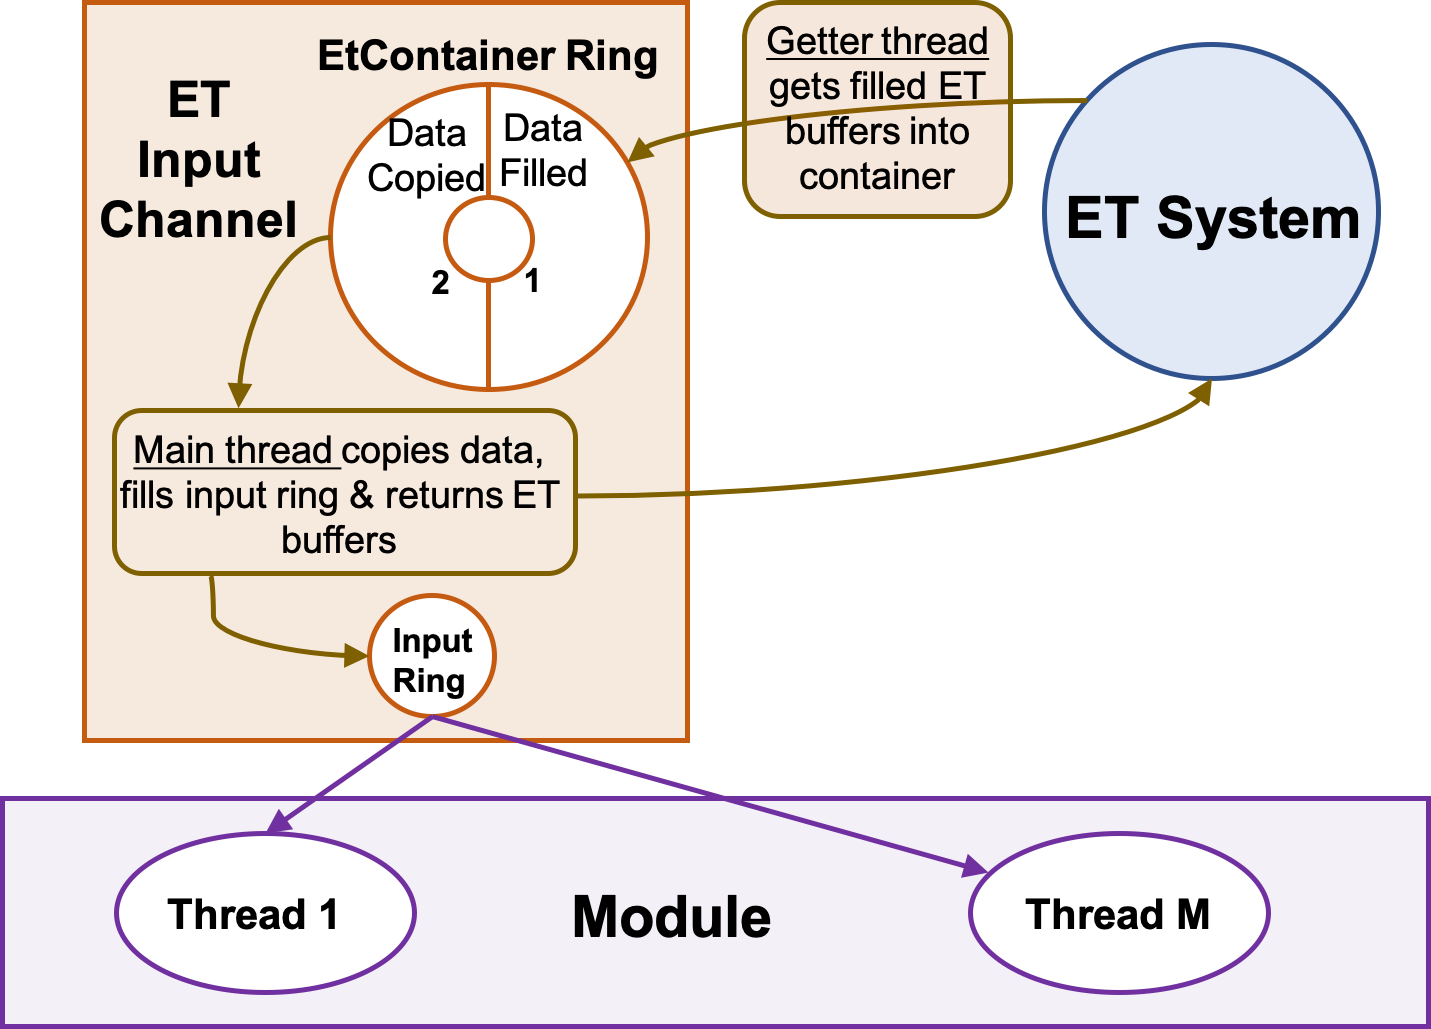 EtContainer Ring
ET
Input
Channel
Data
Copied
Data
Filled
2
1
Getter thread
gets filled ET
buffers into
container
ET System
Main thread copies data,
fills input ring & returns ET
buffers
Input
Ring
Thread 1
Module
Thread M